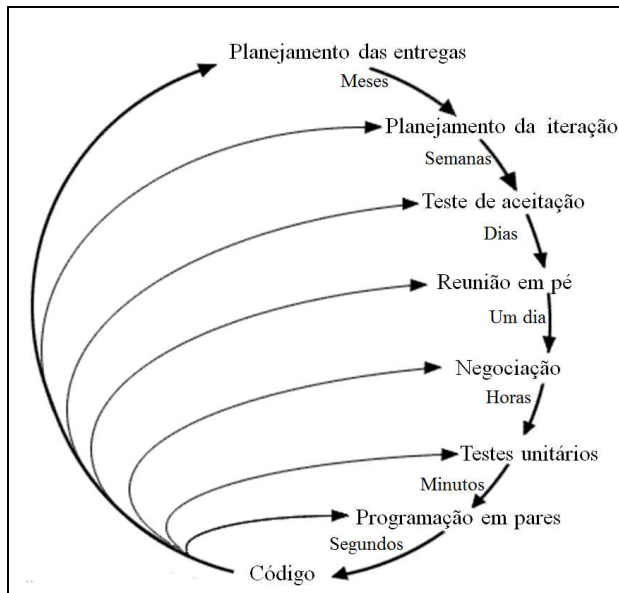 Planejamento das entregas
Meses
Planejamento da iteração
Semanas
Teste de aceitação
Dias
Reunião em pé
Um dia
Negociação
Horas
Testes unitários
Minutos
Programação em pares
Segundos
Código